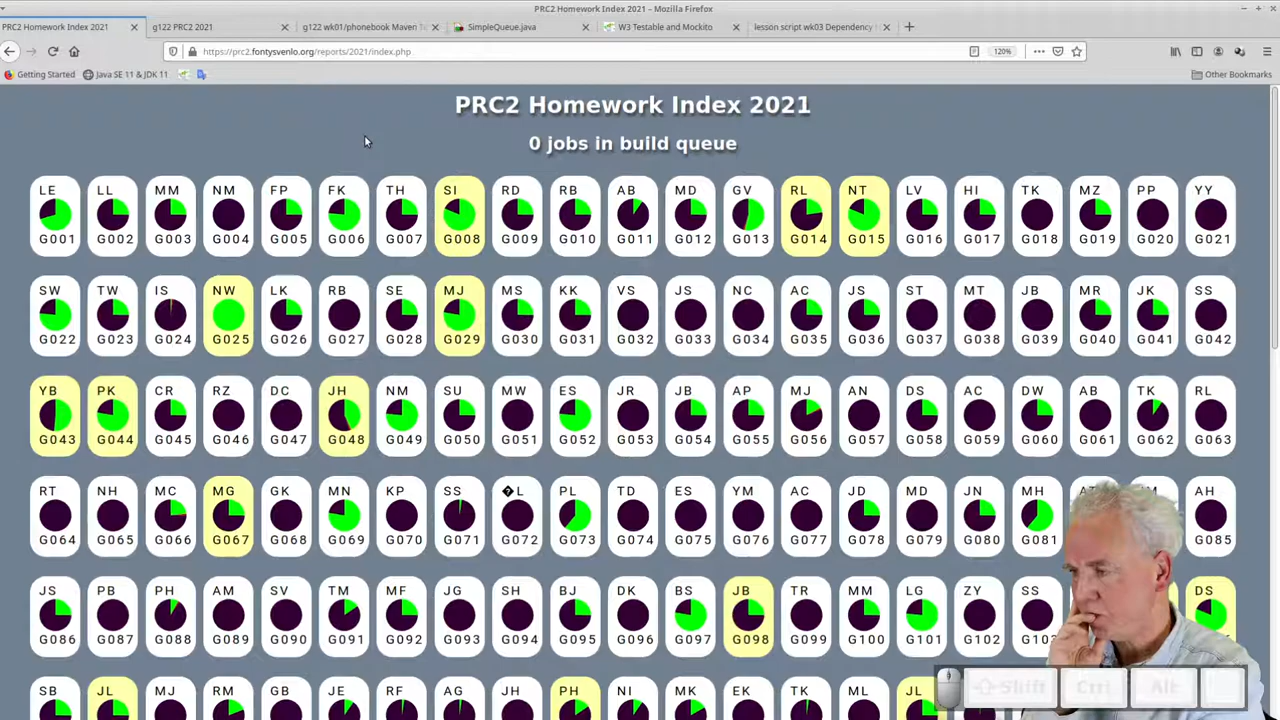 PRC2 Homework Index 2021 – Mozilla Firefox
PRC2 Homework Index 2021
g122 PRC2 2021
g122 wk01/phonebook Maven T
SimpleQueue.java
W3 Testable and Mockito
lesson script wk03 Dependency
https://prc2.fontysvenlo.org/reports/2021/index.php
120%
Getting Started
Java SE 11 & JDK 11
Other Bookmarks
PRC2 Homework Index 2021
0 jobs in build queue
LE LL MM NM FP FK TH SI RD RB AB MD GV RL NT LV HI TK MZ PP YY
G001 G002 G003 G004 G005 G006 G007 G008 G009 G010 G011 G012 G013 G014 G015 G016 G017 G018 G019 G020 G021
SW TW IS NW LK RB SE MJ MS KK VS JS NC AC JS ST MT JB MR JK SS
G022 G023 G024 G025 G026 G027 G028 G029 G030 G031 G032 G033 G034 G035 G036 G037 G038 G039 G040 G041 G042
YB PK CR RZ DC JH NM SU MW ES JR JB AP MJ AN DS AC DW AB TK RL
G043 G044 G045 G046 G047 G048 G049 G050 G051 G052 G053 G054 G055 G056 G057 G058 G059 G060 G061 G062 G063
RT NH MC MG GK MN KP SS �L PL TD ES YM AC JD MD JN MH AH
G064 G065 G066 G067 G068 G069 G070 G071 G072 G073 G074 G075 G076 G077 G078 G079 G080 G081 G085
JS PB PH AM SV TM MF JG SH BJ DK BS JB TR MM LG ZY SS DS
G086 G087 G088 G089 G090 G091 G092 G093 G094 G095 G096 G097 G098 G099 G100 G101 G102
SB JL MJ RM GB JE RF AG JH PH NI MK EK TK ML JL
Shift
Ctrl
Alt